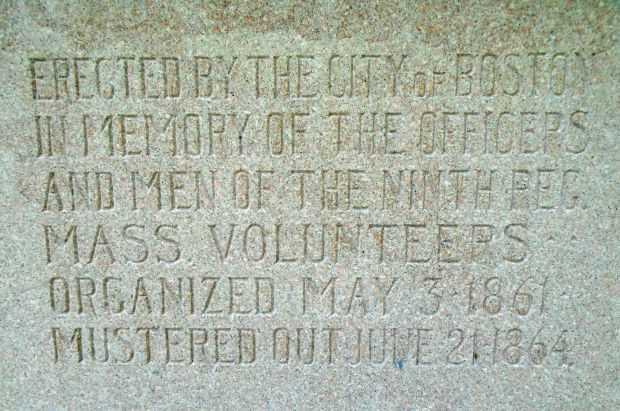 ERECTED BY THE CITY OF BOSTON
IN MEMORY OF THE OFFICERS
AND MEN OF THE NINTH REG.
MASS. VOLUNTEERS
ORGANIZED MAY 3·1861
MUSTERED OUT JUNE 21·1864